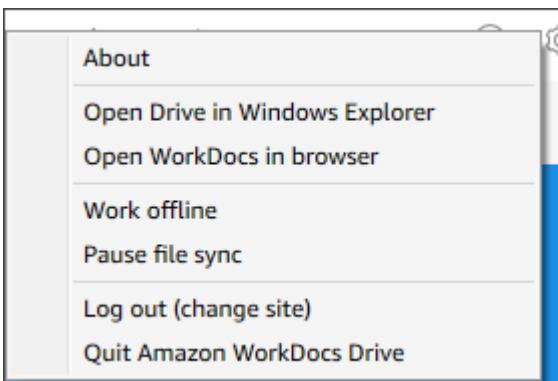 About
Open Drive in Windows Explorer
Open WorkDocs in browser
Work offline
Pause file sync
Log out (change site)
Quit Amazon WorkDocs Drive